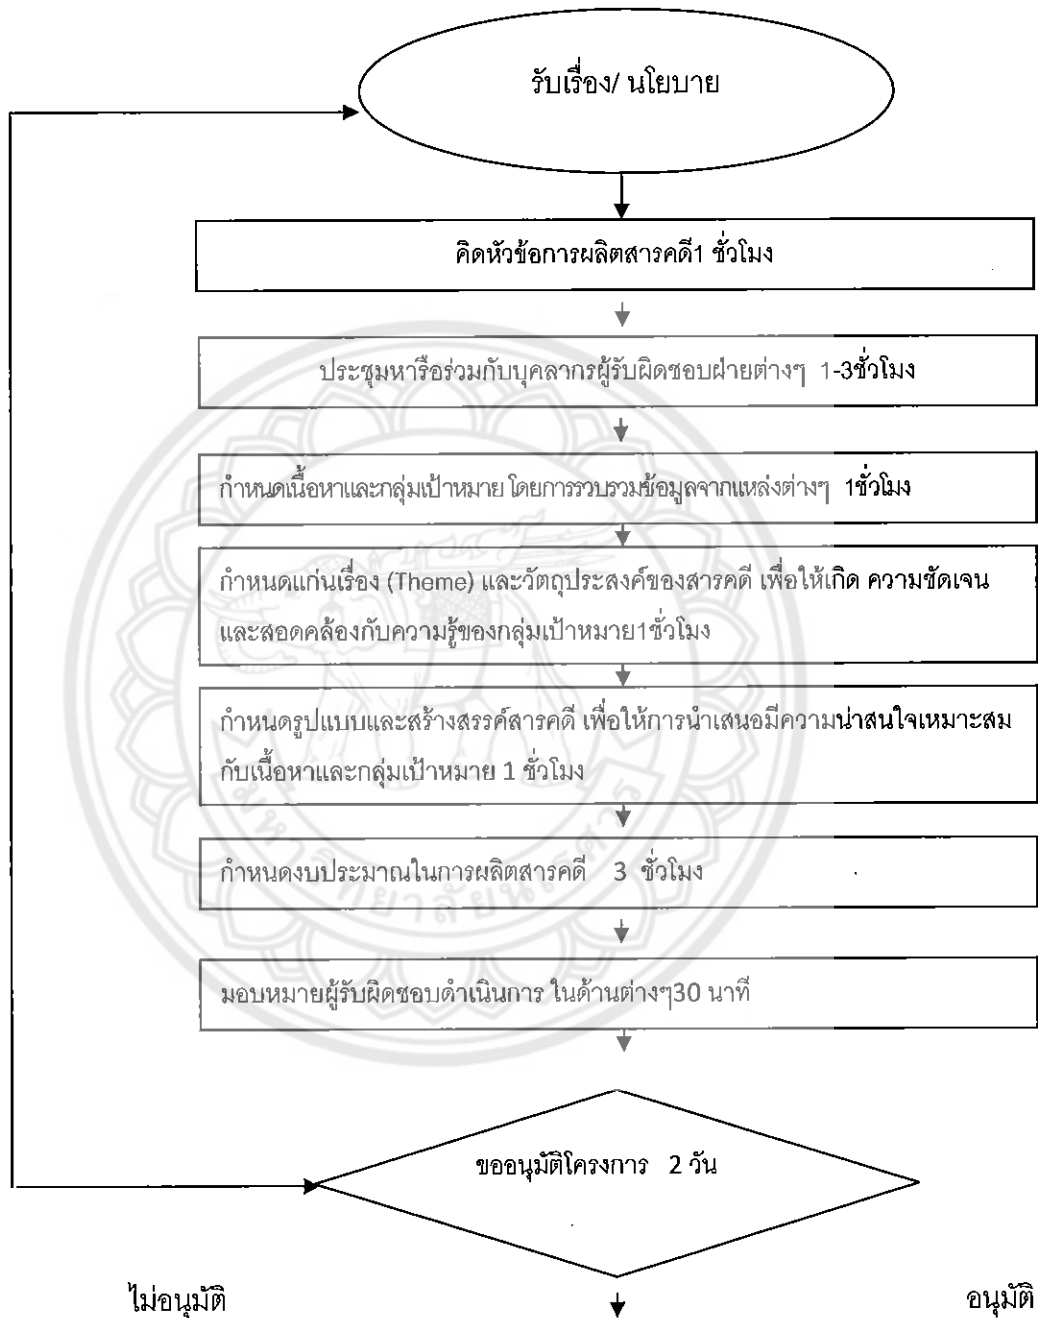 รับเรื่อง/ นโยบาย
คิดหัวข้อการผลิตสารคดี1 ชั่วโมง
ประชุมหารือร่วมกับบุคลากรผู้รับผิดชอบฝ่ายต่างๆ 1-3ชั่วโมง
กำหนดเนื้อหาและกลุ่มเป้าหมาย โดยการรวบรวมข้อมูลจากแหล่งต่างๆ 1ชั่วโมง
กำหนดแก่นเรื่อง (Theme) และวัตถุประสงค์ของสารคดี เพื่อให้เกิด ความชัดเจน
และสอดคล้องกับความรู้ของกลุ่มเป้าหมาย1ชั่วโมง
กำหนดรูปแบบและสร้างสรรค์สารคดี เพื่อให้การนำเสนอมีความน่าสนใจเหมาะสม
กับเนื้อหาและกลุ่มเป้าหมาย 1 ชั่วโมง
กำหนดงบประมาณในการผลิตสารคดี 3 ชั่วโมง
มหาวิทยาลัยนเรศวร
มอบหมายผู้รับผิดชอบดำเนินการ ในด้านต่างๆ30 นาที
ขออนุมัติโครงการ 2 วัน
ไม่อนุมัติ
อนุมัติ